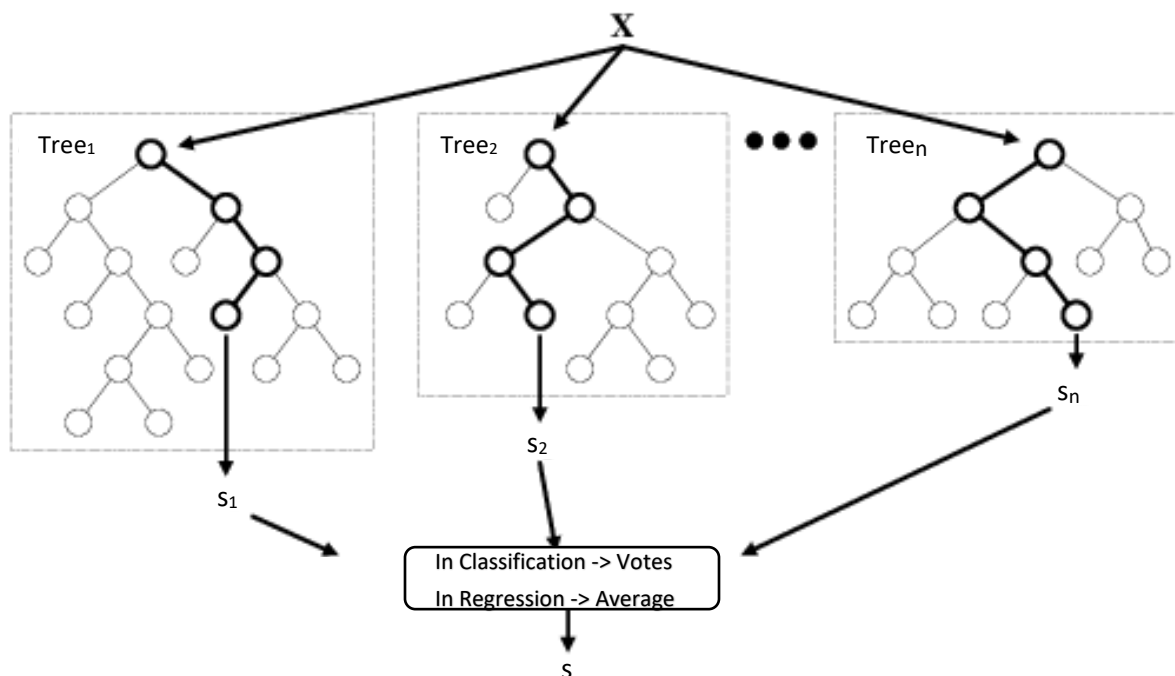 X
Tree₁
Tree₂
Treeₙ
sₙ
s₂
s₁
In Classification -> Votes
In Regression -> Average
s